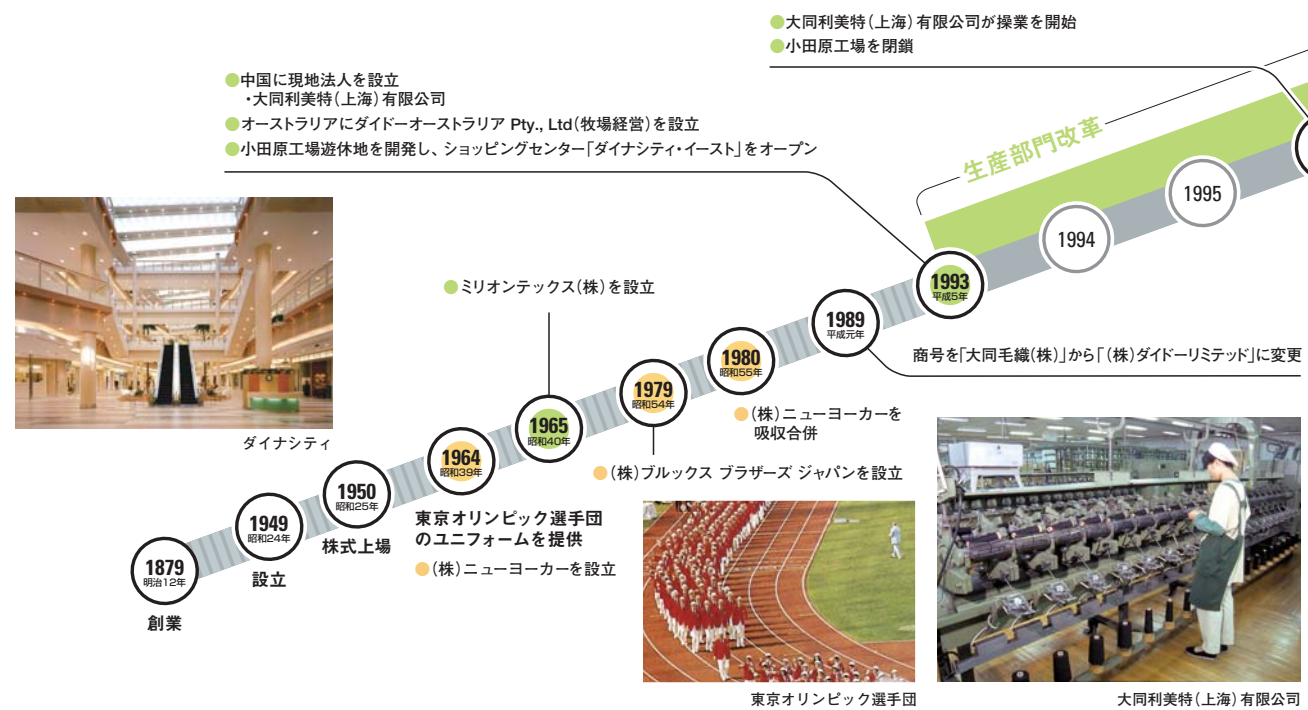 ●大同利美特（上海）有限公司が操業を開始
●小田原工場を閉鎖
●中国に現地法人を設立
・大同利美特（上海）有限公司
●オーストラリアにダイドーオーストラリア Pty., Ltd（牧場経営）を設立
●小田原工場遊休地を開発し、ショッピングセンター「ダイナシティ・イースト」をオープン
生産部門改革
1995
1994
1993
平成5年
ダイナシティ
●ミリオンテックス（株）を設立
1989
平成元年
商号を「大同毛織（株）」から「（株）ダイドーリミテッド」に変更
1980
昭和55年
●（株）ニューヨーカーを
吸収合併
1979
昭和54年
●（株）ブルックス ブラザーズ ジャパンを設立
1965
昭和40年
1964
昭和39年
東京オリンピック選手団
のユニフォームを提供
●（株）ニューヨーカーを設立
1950
昭和25年
株式上場
1949
昭和24年
設立
1879
明治12年
創業
東京オリンピック選手団
大同利美特（上海）有限公司